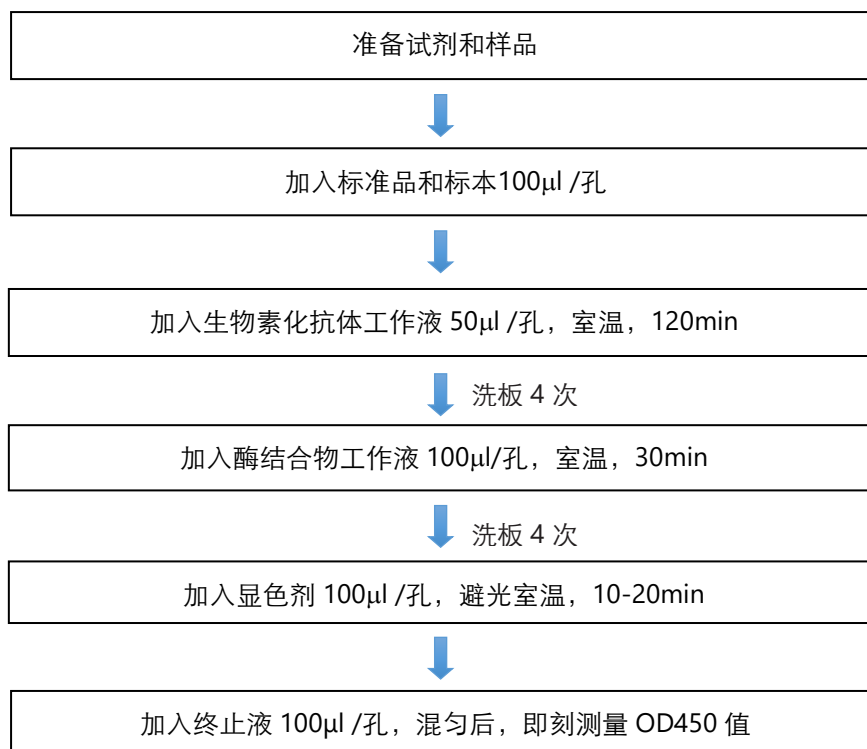 准备试剂和样品
加入标准品和标本100μl /孔
加入生物素化抗体工作液 50μl /孔，室温，120min
洗板 4 次
加入酶结合物工作液 100μl/孔，室温，30min
洗板 4 次
加入显色剂 100μl /孔，避光室温，10-20min
加入终止液 100μl /孔，混匀后，即刻测量 OD450 值